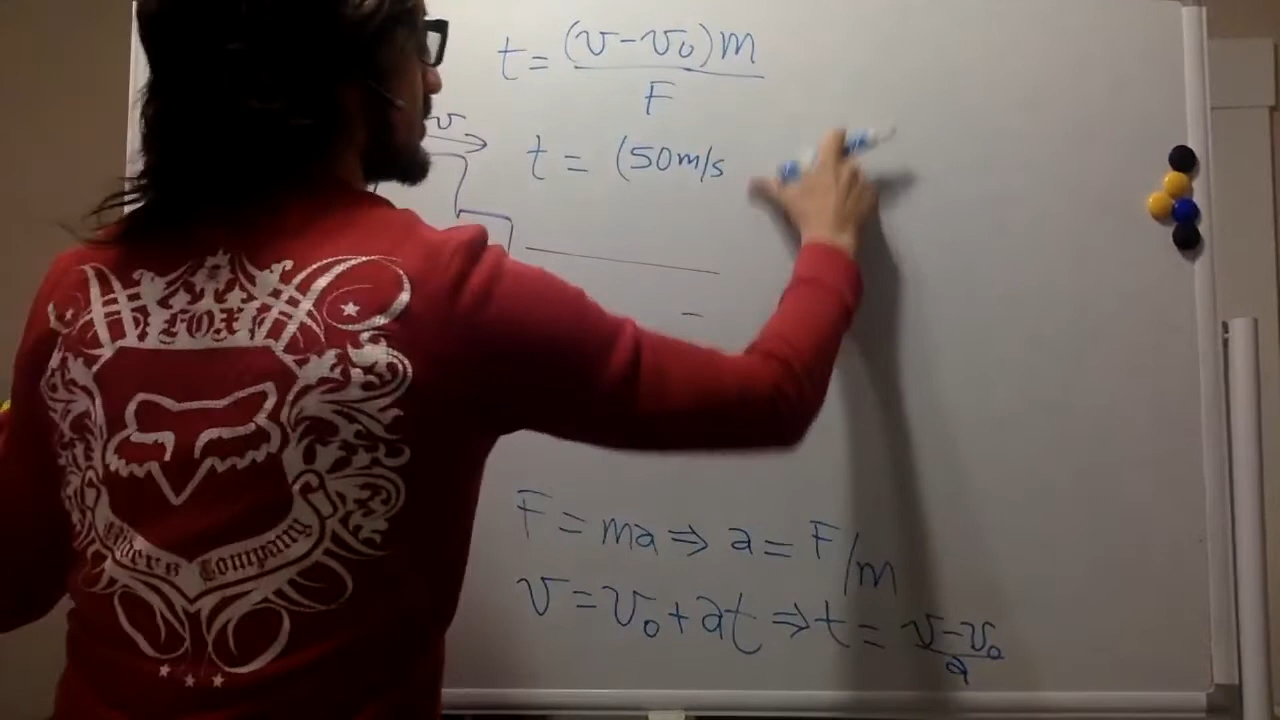 t = (v-v₀)m / F
v
t = (50m/s
FOX
Riders Company
F = ma ⇒ a = F/m
v = v₀ + at ⇒ t = v-v₀ / a